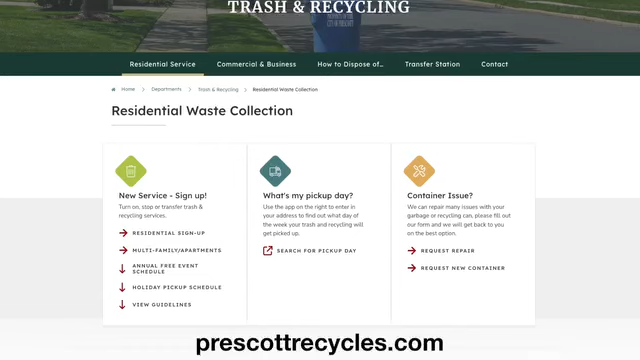 TRASH & RECYCLING
PROPERTY OF THE
CITY OF PRESCOTT
Residential Service
Commercial & Business
How to Dispose of...
Transfer Station
Contact
Home
Departments
Trash & Recycling
Residential Waste Collection
Residential Waste Collection
New Service - Sign up!
Turn on, stop or transfer trash &
recycling services.
RESIDENTIAL SIGN-UP
MULTI-FAMILY/APARTMENTS
ANNUAL FREE EVENT
SCHEDULE
HOLIDAY PICKUP SCHEDULE
VIEW GUIDELINES
What's my pickup day?
Use the app on the right to enter in
your address to find out what day of
the week your trash and recycling will
get picked up.
SEARCH FOR PICKUP DAY
Container Issue?
We can repair many issues with your
garbage or recycling can, please fill out
our form and we will get back to you
on the best option.
REQUEST REPAIR
REQUEST NEW CONTAINER
prescottrecycles.com